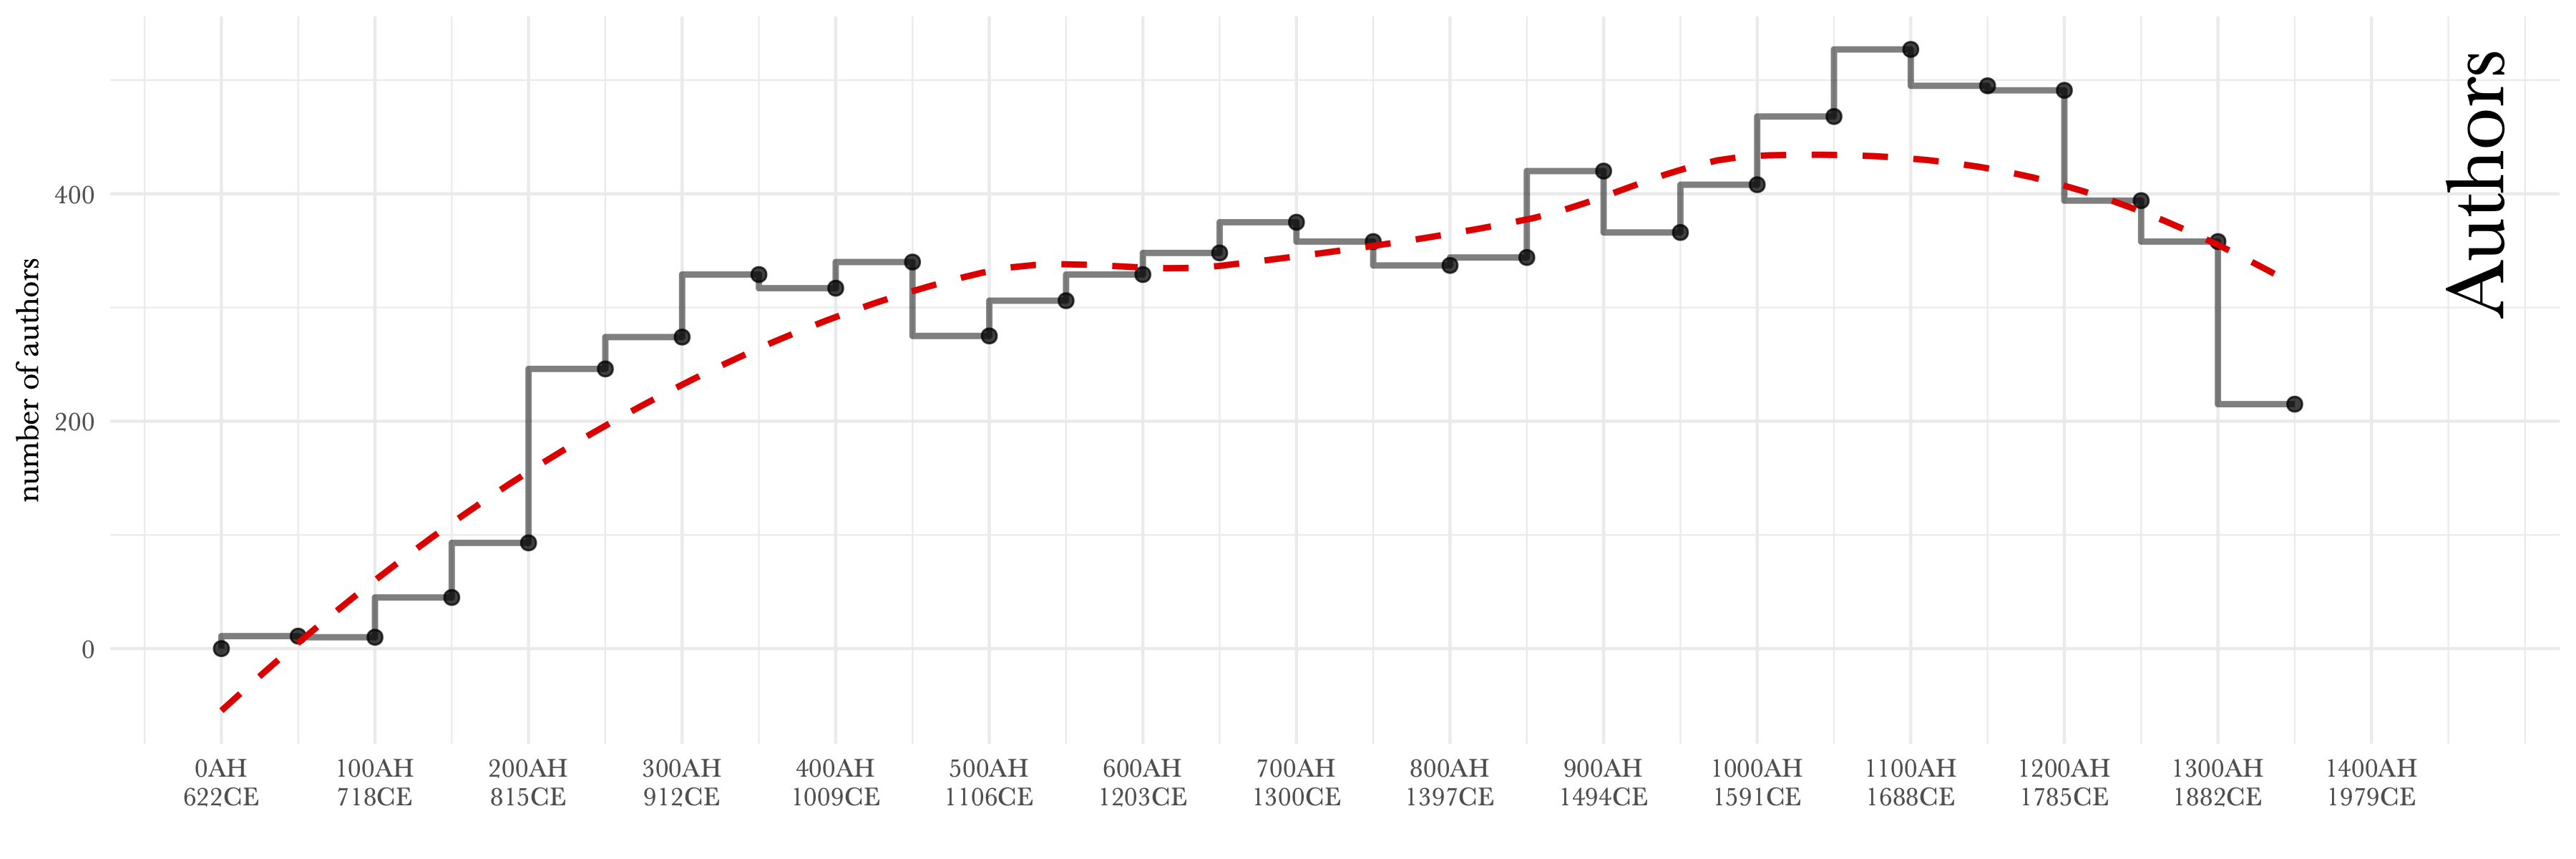 Authors
number of authors
400
200
0
0AH 100AH 200AH 300AH 400AH 500AH 600AH 700AH 800AH 900AH 1000AH 1100AH 1200AH 1300AH 1400AH
622CE 718CE 815CE 912CE 1009CE 1106CE 1203CE 1300CE 1397CE 1494CE 1591CE 1688CE 1785CE 1882CE 1979CE